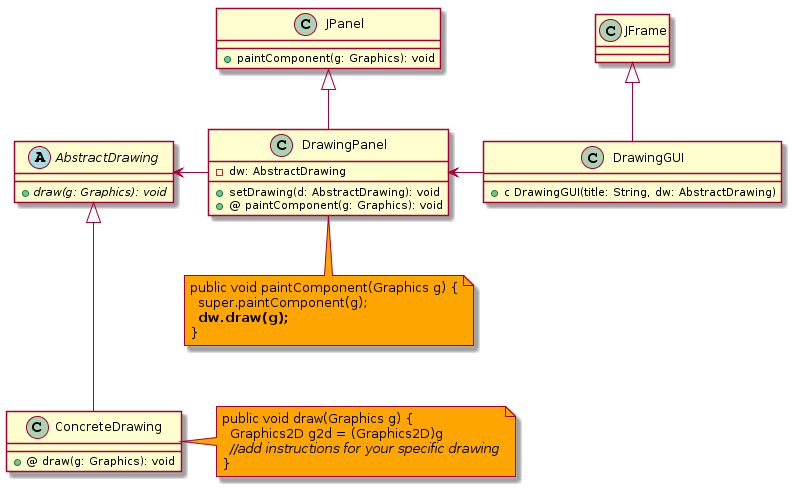 C JPanel
paintComponent(g: Graphics): void
C JFrame
A AbstractDrawing
draw(g: Graphics): void
C DrawingPanel
dw: AbstractDrawing
setDrawing(d: AbstractDrawing): void
@ paintComponent(g: Graphics): void
C DrawingGUI
c DrawingGUI(title: String, dw: AbstractDrawing)
public void paintComponent(Graphics g) {
super.paintComponent(g);
dw.draw(g);
}
C ConcreteDrawing
@ draw(g: Graphics): void
public void draw(Graphics g) {
Graphics2D g2d = (Graphics2D)g
//add instructions for your specific drawing
}